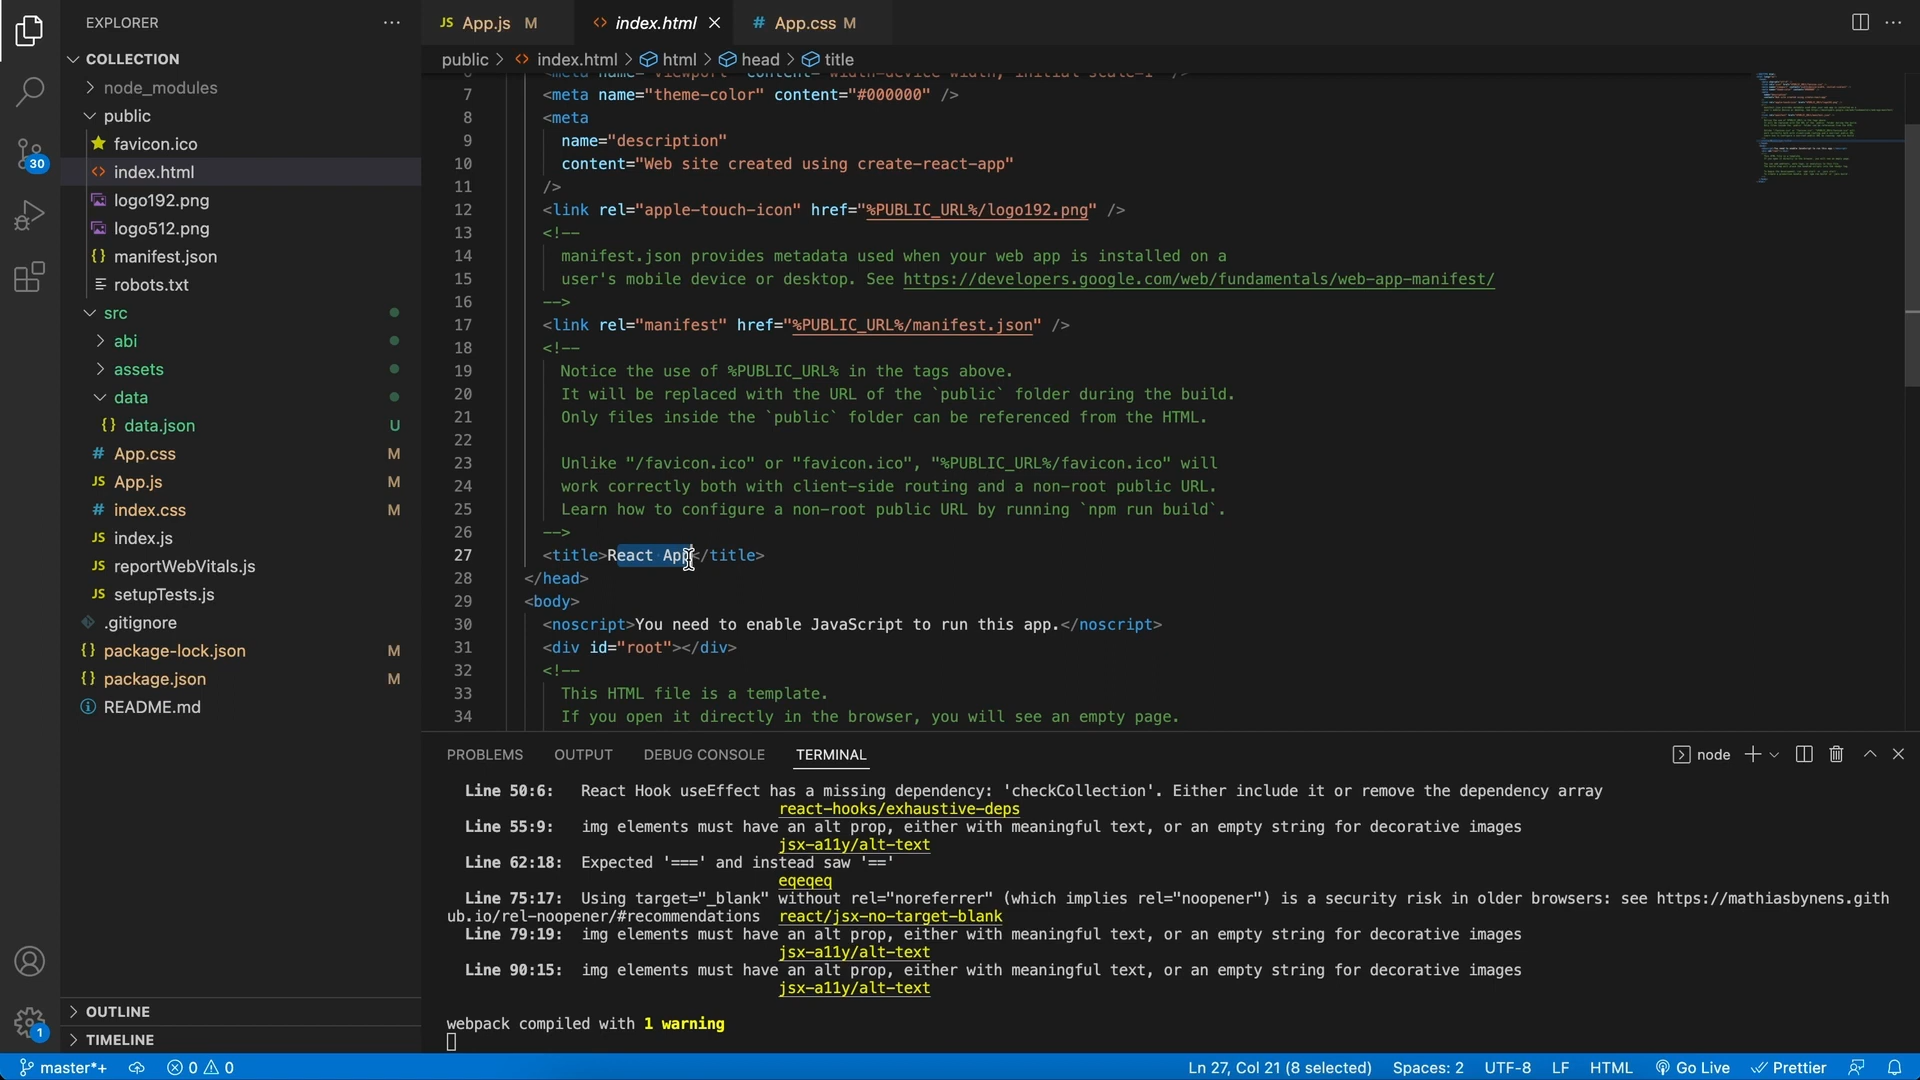 EXPLORER
COLLECTION
node_modules
public
favicon.ico
index.html
logo192.png
logo512.png
manifest.json
robots.txt
src
abi
assets
data
data.json U
App.css M
App.js M
index.css M
index.js
reportWebVitals.js
setupTests.js
.gitignore
package-lock.json M
package.json M
README.md
OUTLINE
TIMELINE
30
1
JS App.js M
<> index.html
# App.css M
public > <> index.html > html > head > title
6 <meta name="viewport" content="width=device-width, initial-scale=1" />
7 <meta name="theme-color" content="#000000" />
8 <meta
9 name="description"
10 content="Web site created using create-react-app"
11 />
12 <link rel="apple-touch-icon" href="%PUBLIC_URL%/logo192.png" />
13 <!--
14 manifest.json provides metadata used when your web app is installed on a
15 user's mobile device or desktop. See https://developers.google.com/web/fundamentals/web-app-manifest/
16 -->
17 <link rel="manifest" href="%PUBLIC_URL%/manifest.json" />
18 <!--
19 Notice the use of %PUBLIC_URL% in the tags above.
20 It will be replaced with the URL of the `public` folder during the build.
21 Only files inside the `public` folder can be referenced from the HTML.
22
23 Unlike "/favicon.ico" or "favicon.ico", "%PUBLIC_URL%/favicon.ico" will
24 work correctly both with client-side routing and a non-root public URL.
25 Learn how to configure a non-root public URL by running `npm run build`.
26 -->
27 <title>React App</title>
28 </head>
29 <body>
30 <noscript>You need to enable JavaScript to run this app.</noscript>
31 <div id="root"></div>
32 <!--
33 This HTML file is a template.
34 If you open it directly in the browser, you will see an empty page.
PROBLEMS OUTPUT DEBUG CONSOLE TERMINAL
node
Line 50:6: React Hook useEffect has a missing dependency: 'checkCollection'. Either include it or remove the dependency array
react-hooks/exhaustive-deps
Line 55:9: img elements must have an alt prop, either with meaningful text, or an empty string for decorative images
jsx-a11y/alt-text
Line 62:18: Expected '===' and instead saw '=='
eqeqeq
Line 75:17: Using target="_blank" without rel="noreferrer" (which implies rel="noopener") is a security risk in older browsers: see https://mathiasbynens.gith
ub.io/rel-noopener/#recommendations react/jsx-no-target-blank
Line 79:19: img elements must have an alt prop, either with meaningful text, or an empty string for decorative images
jsx-a11y/alt-text
Line 90:15: img elements must have an alt prop, either with meaningful text, or an empty string for decorative images
jsx-a11y/alt-text
webpack compiled with 1 warning
master*+ 0 0 Ln 27, Col 21 (8 selected) Spaces: 2 UTF-8 LF HTML Go Live Prettier